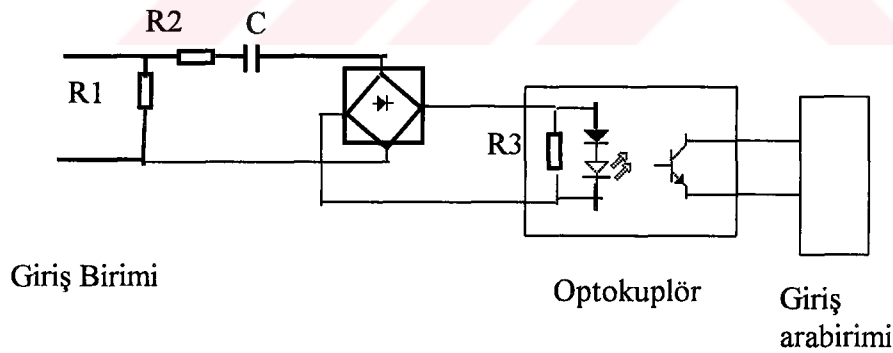 R2
C
R1
R3
Giriş Birimi
Optokuplör
Giriş
arabirimi